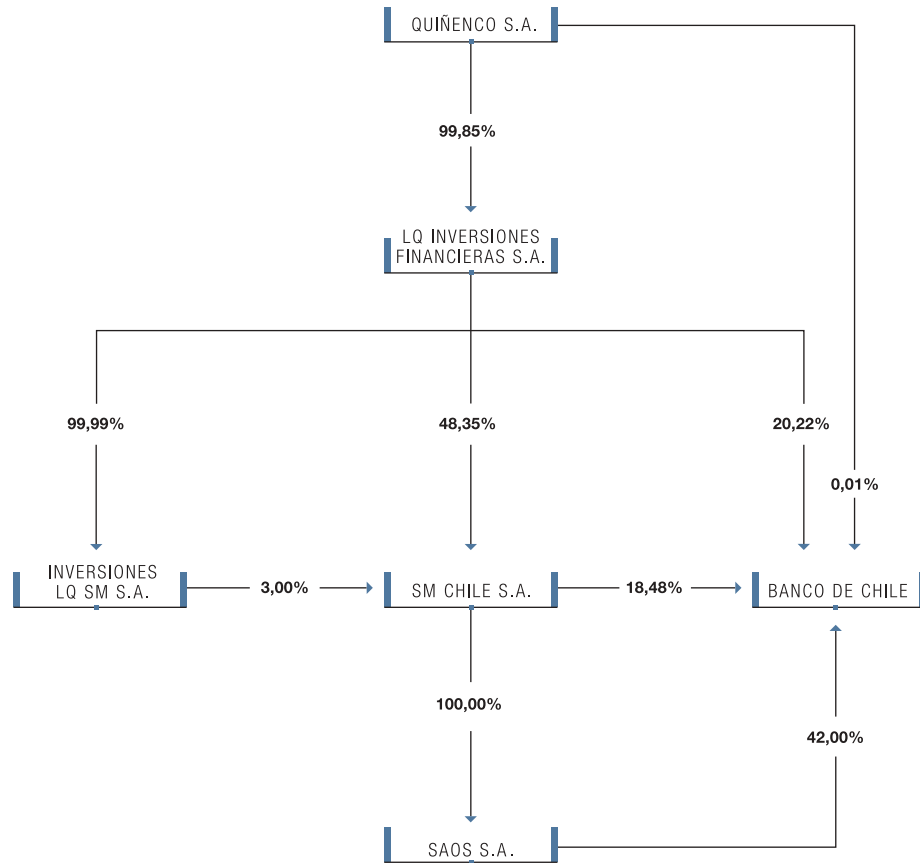 QUIÑENCO S.A.
99,85%
LQ INVERSIONES
FINANCIERAS S.A.
99,99%
48,35%
20,22%
0,01%
INVERSIONES
LQ SM S.A.
3,00%
SM CHILE S.A.
18,48%
BANCO DE CHILE
100,00%
42,00%
SAOS S.A.